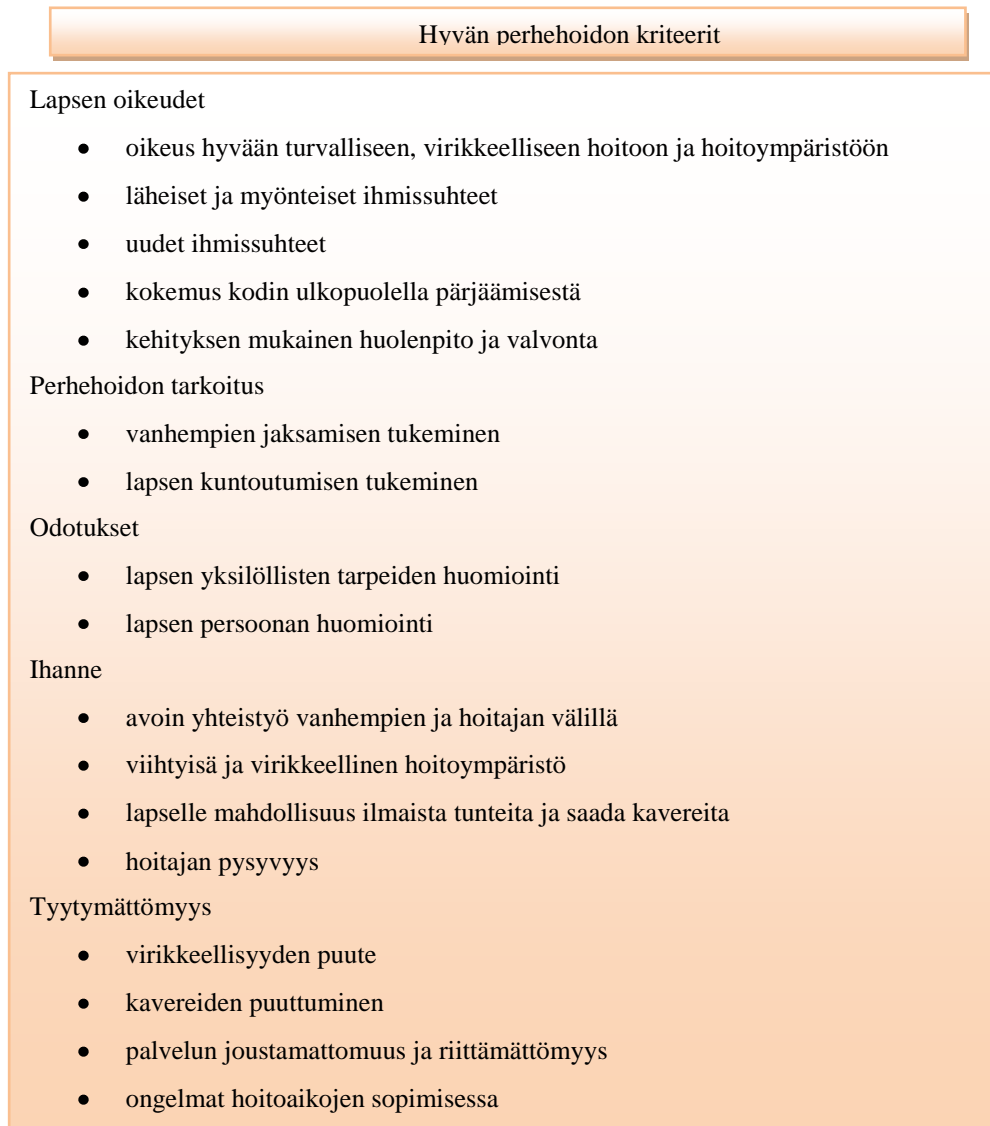 Hyvän perhehoidon kriteerit
Lapsen oikeudet
• oikeus hyvään turvalliseen, virikkeelliseen hoitoon ja hoitoympäristöön
• läheiset ja myönteiset ihmissuhteet
• uudet ihmissuhteet
• kokemus kodin ulkopuolella pärjäämisestä
• kehityksen mukainen huolenpito ja valvonta
Perhehoidon tarkoitus
• vanhempien jaksamisen tukeminen
• lapsen kuntoutumisen tukeminen
Odotukset
• lapsen yksilöllisten tarpeiden huomiointi
• lapsen persoonan huomiointi
Ihanne
• avoin yhteistyö vanhempien ja hoitajan välillä
• viihtyisä ja virikkeellinen hoitoympäristö
• lapselle mahdollisuus ilmaista tunteita ja saada kavereita
• hoitajan pysyvyys
Tyytymättömyys
• virikkeellisyyden puute
• kavereiden puuttuminen
• palvelun joustamattomuus ja riittämättömyys
• ongelmat hoitoaikojen sopimisessa